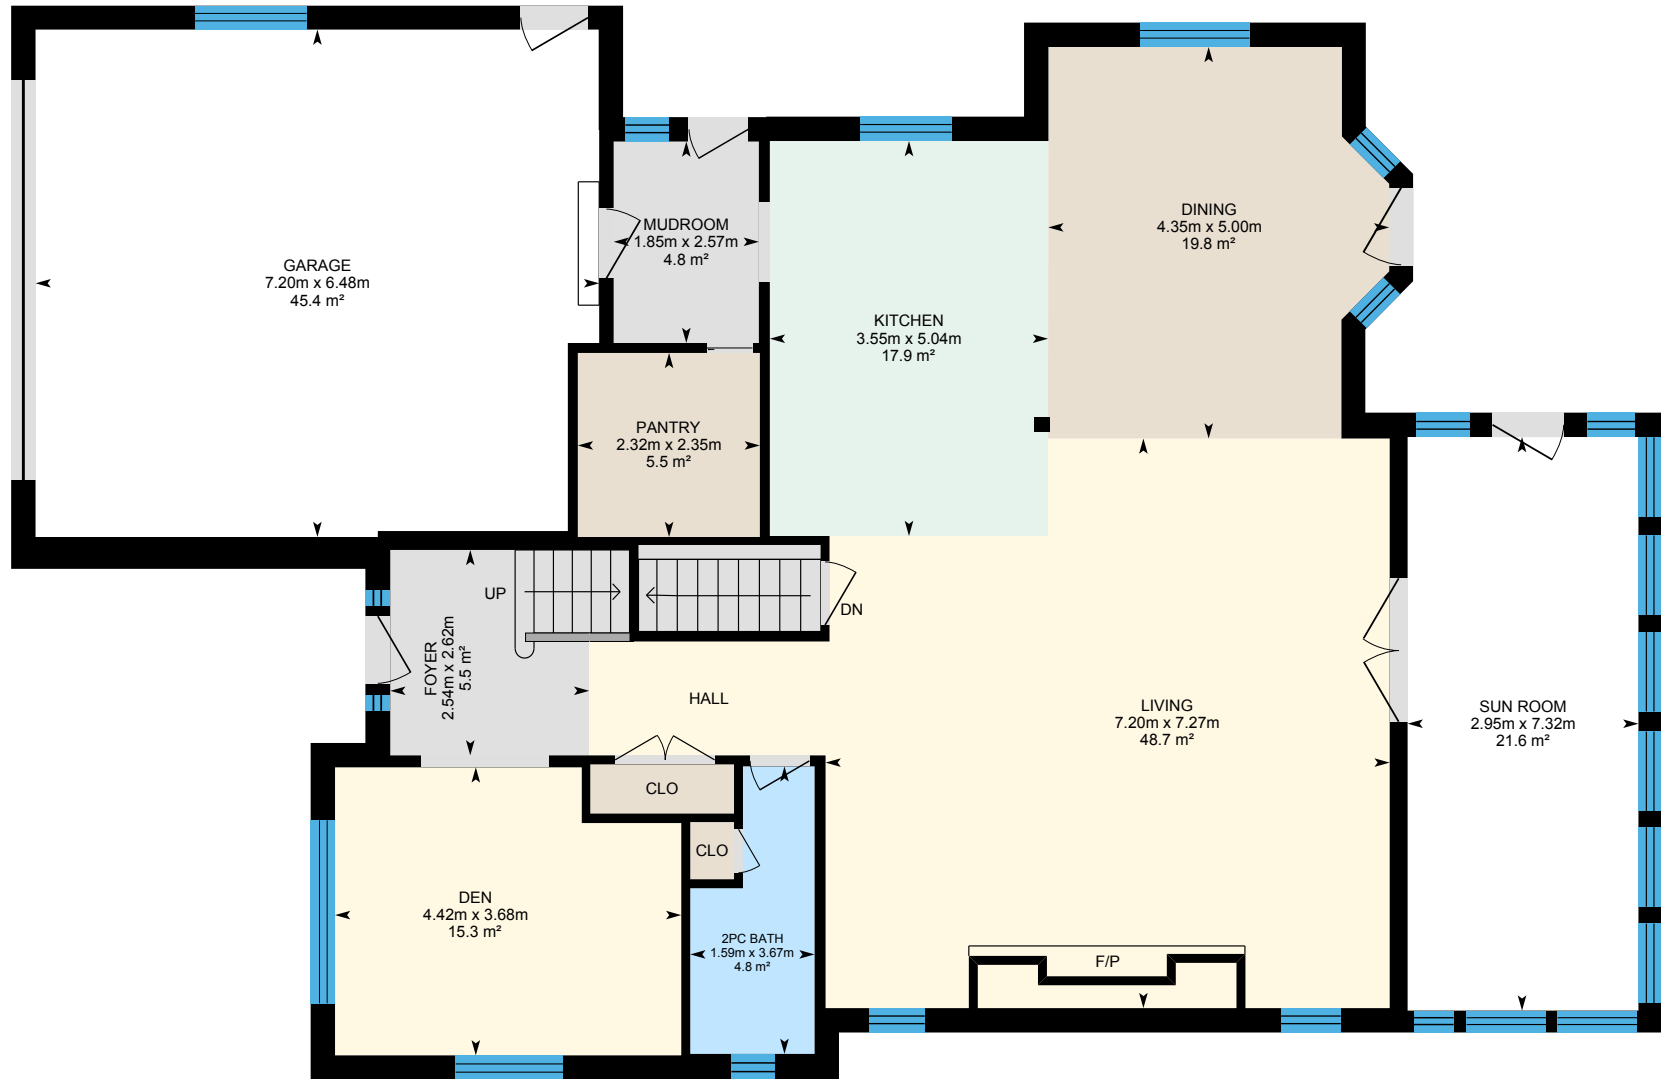 GARAGE
7.20m x 6.48m
45.4 m²
MUDROOM
1.85m x 2.57m
4.8 m²
DINING
4.35m x 5.00m
19.8 m²
KITCHEN
3.55m x 5.04m
17.9 m²
PANTRY
2.32m x 2.35m
5.5 m²
UP
DN
FOYER
2.54m x 2.62m
5.5 m²
HALL
LIVING
7.20m x 7.27m
48.7 m²
SUN ROOM
2.95m x 7.32m
21.6 m²
CLO
CLO
DEN
4.42m x 3.68m
15.3 m²
2PC BATH
1.59m x 3.67m
4.8 m²
F/P